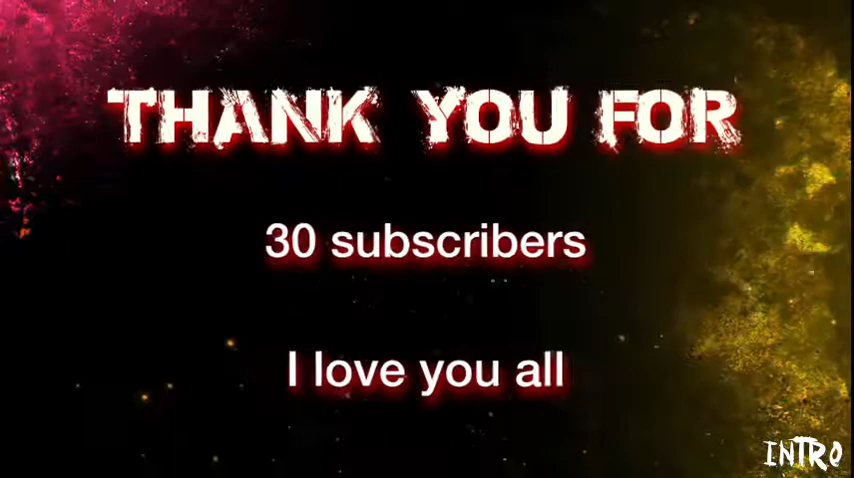 THANK YOU FOR
30 subscribers
I love you all
INTRO